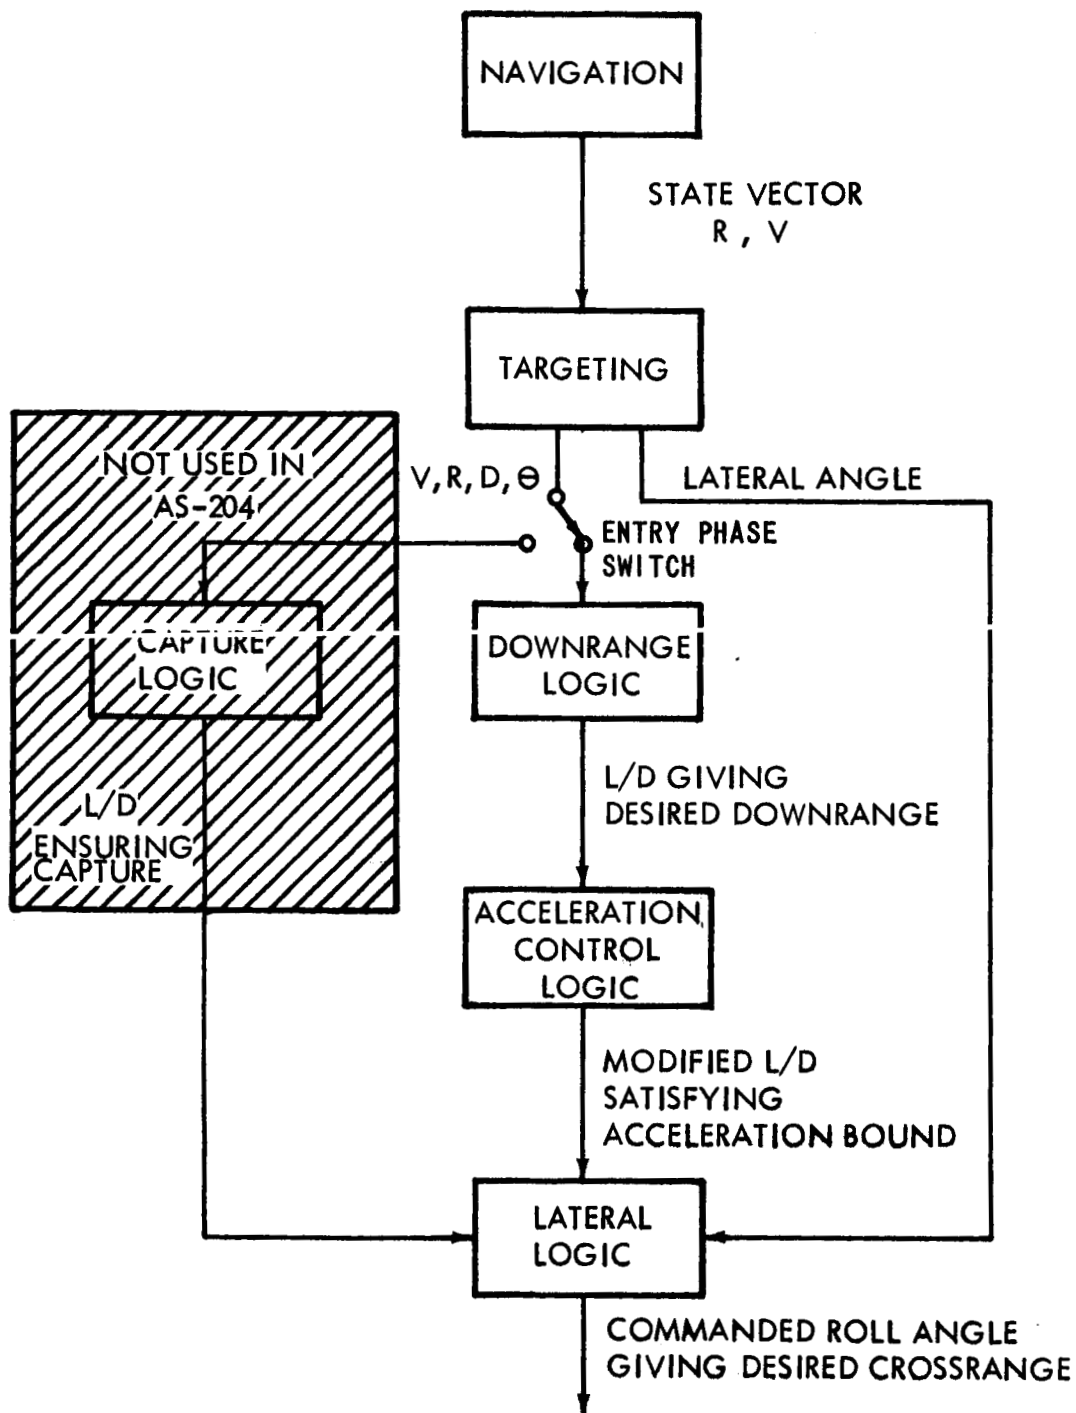 NAVIGATION
STATE VECTOR
R , V
TARGETING
NOT USED IN
AS-204
V, R, D, Θ
LATERAL ANGLE
ENTRY PHASE
SWITCH
CAPTURE
LOGIC
DOWNRANGE
LOGIC
L/D
ENSURING
CAPTURE
L/D GIVING
DESIRED DOWNRANGE
ACCELERATION
CONTROL
LOGIC
MODIFIED L/D
SATISFYING
ACCELERATION BOUND
LATERAL
LOGIC
COMMANDED ROLL ANGLE
GIVING DESIRED CROSSRANGE